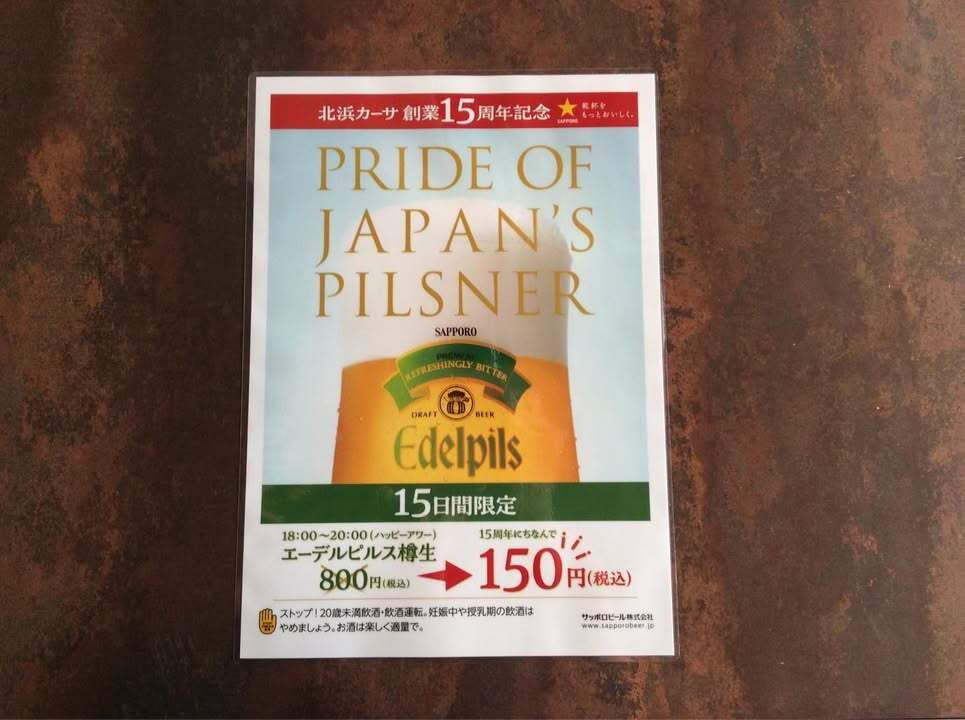 北浜カーサ 創業15周年記念
SAPPORO
乾杯を
もっとおいしく。
PRIDE OF
JAPAN'S
PILSNER
SAPPORO
PREMIUM
REFRESHINGLY BITTER
DRAFT BEER
Edelpils
15日間限定
18:00〜20:00(ハッピーアワー)
エーデルピルス樽生
800円(税込)
15周年にちなんで
150円(税込)
ストップ!20歳未満飲酒・飲酒運転。妊娠中や授乳期の飲酒は
やめましょう。お酒は楽しく適量で。
サッポロビール株式会社
www.sapporobeer.jp